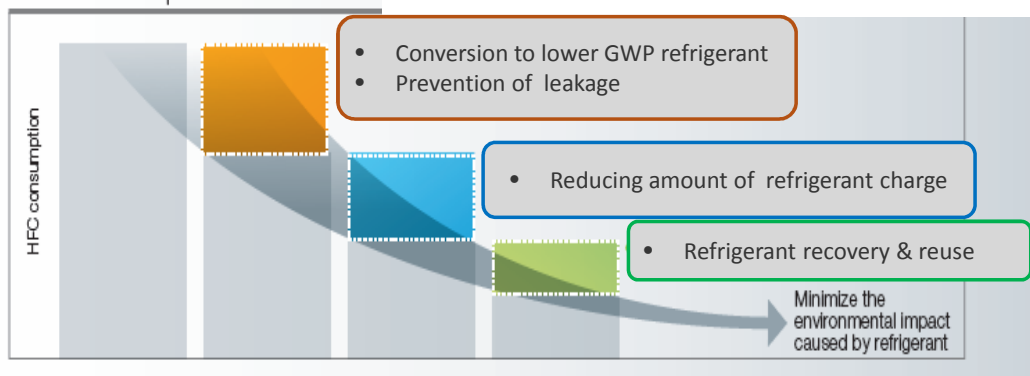 HFC consumption
• Conversion to lower GWP refrigerant
• Prevention of leakage
• Reducing amount of refrigerant charge
• Refrigerant recovery & reuse
Minimize the
environmental impact
caused by refrigerant